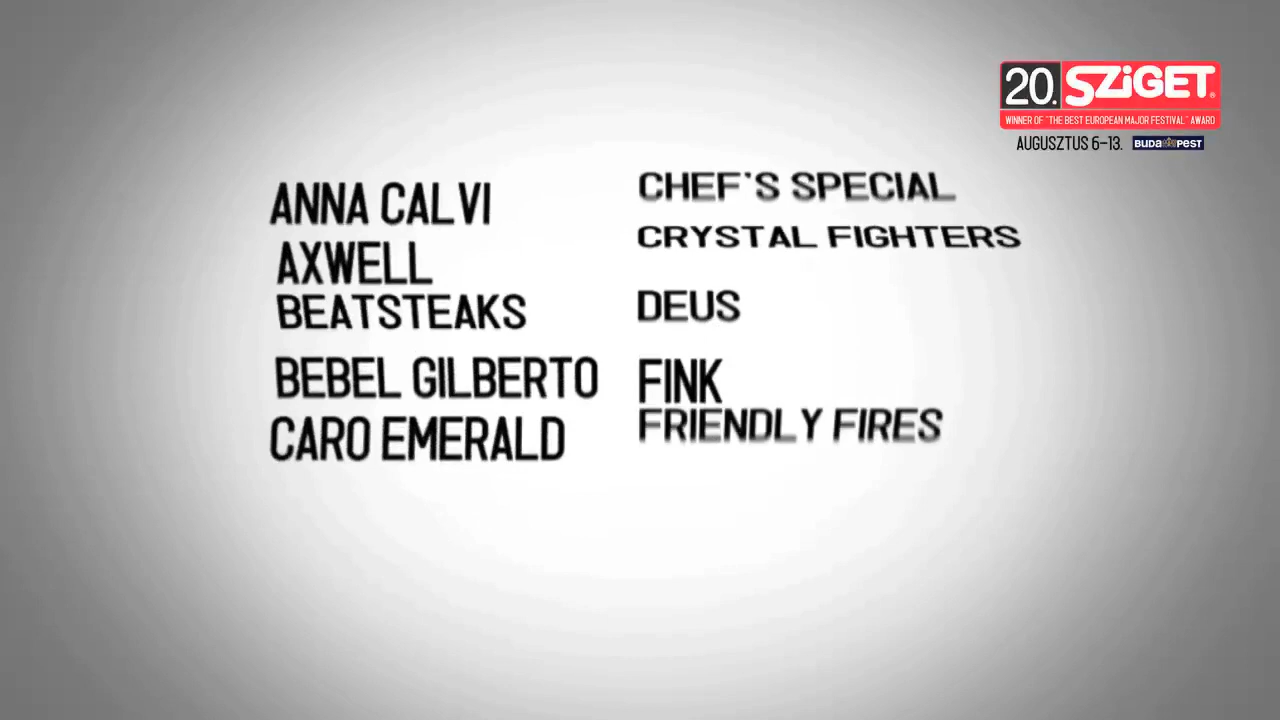 20. SZiGET
WINNER OF "THE BEST EUROPEAN MAJOR FESTIVAL" AWARD
AUGUSZTUS 6-13. BUDAPEST
ANNA CALVI
AXWELL
BEATSTEAKS
BEBEL GILBERTO
CARO EMERALD
CHEF'S SPECIAL
CRYSTAL FIGHTERS
DEUS
FINK
FRIENDLY FIRES